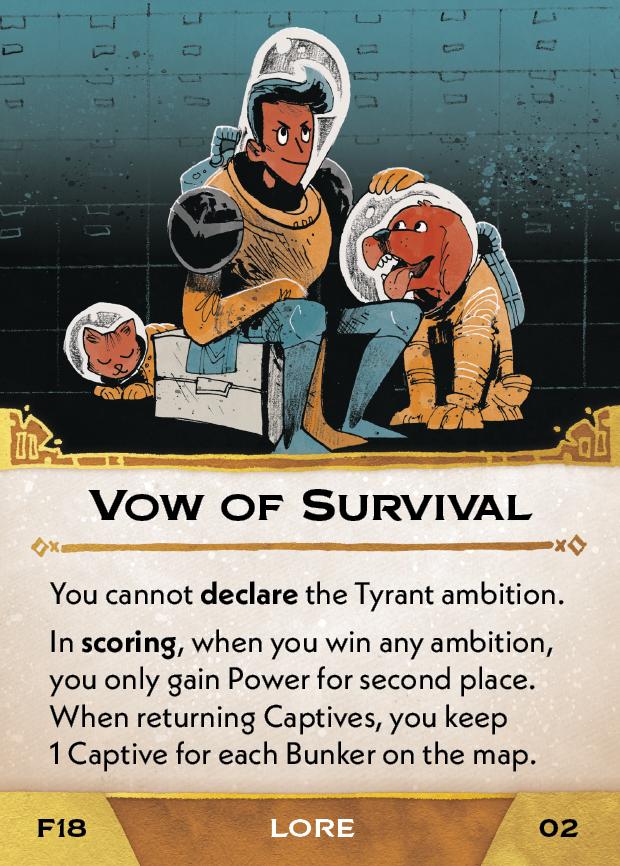 Vow of Survival
You cannot declare the Tyrant ambition.
In scoring, when you win any ambition,
you only gain Power for second place.
When returning Captives, you keep
1 Captive for each Bunker on the map.
F18 LORE 02